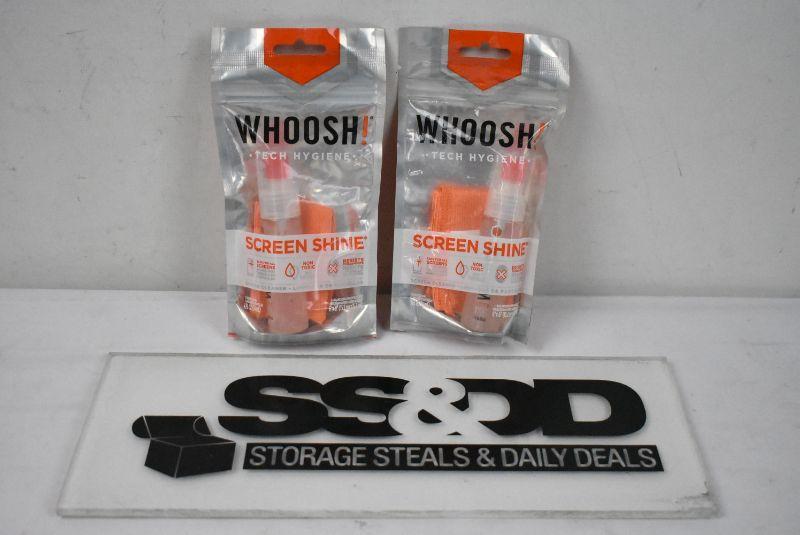 WHOOSH!
TECH HYGIENE
SCREEN SHINE
NON TOXIC
WHOOSH!
TECH HYGIENE
SCREEN SHINE
NON TOXIC
SS&DD
STORAGE STEALS & DAILY DEALS